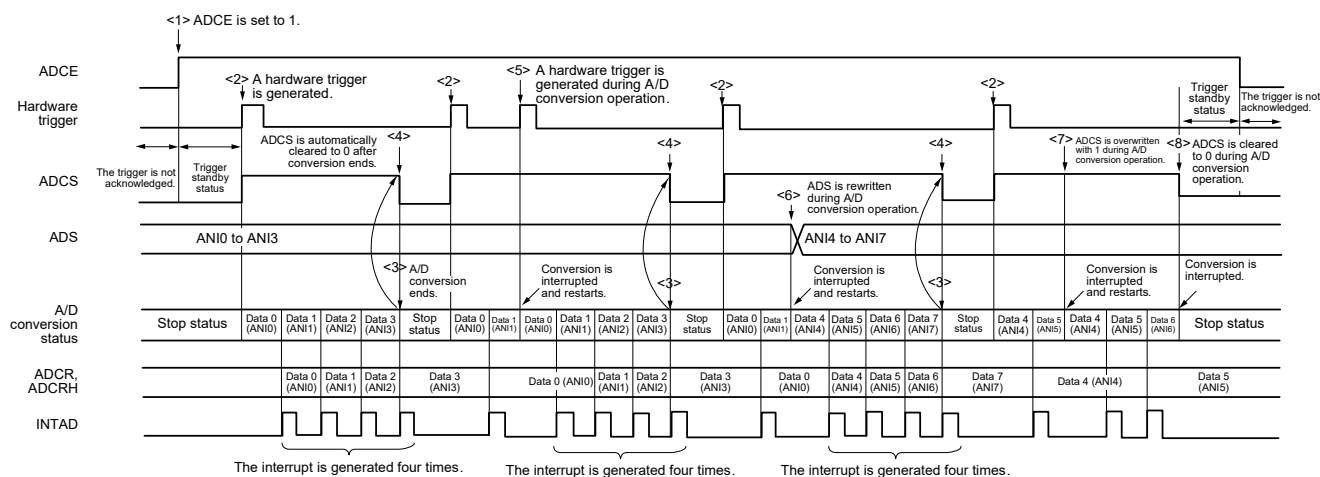 <1> ADCE is set to 1.
ADCE
<2> A hardware trigger
is generated.
<2>
<5> A hardware trigger is
generated during A/D
conversion operation.
<2>
<2>
Trigger
standby
status
The trigger is not
acknowledged.
Hardware
trigger
The trigger is not
acknowledged.
Trigger
standby
status
ADCS is automatically
cleared to 0 after
conversion ends.
<4>
<4>
<4>
<7> ADCS is overwritten
with 1 during A/D
conversion operation.
<8> ADCS is cleared
to 0 during A/D
conversion
operation.
ADCS
<6> ADS is rewritten
during A/D
conversion operation.
ADS
ANI0 to ANI3
ANI4 to ANI7
<3> A/D
conversion
ends.
Conversion is
interrupted
and restarts.
<3>
Conversion is
interrupted
and restarts.
<3>
Conversion is
interrupted
and restarts.
Conversion is
interrupted.
A/D
conversion
status
Stop status
Data 0
(ANI0)
Data 1
(ANI1)
Data 2
(ANI2)
Data 3
(ANI3)
Stop
status
Data 0
(ANI0)
Data 1
(ANI1)
Data 0
(ANI0)
Data 1
(ANI1)
Data 2
(ANI2)
Data 3
(ANI3)
Stop
status
Data 0
(ANI0)
Data 1
(ANI1)
Data 4
(ANI4)
Data 5
(ANI5)
Data 6
(ANI6)
Data 7
(ANI7)
Stop
status
Data 4
(ANI4)
Data 5
(ANI5)
Data 4
(ANI4)
Data 5
(ANI5)
Data 6
(ANI6)
Stop status
ADCR,
ADCRH
Data 0
(ANI0)
Data 1
(ANI1)
Data 2
(ANI2)
Data 3
(ANI3)
Data 0 (ANI0)
Data 1
(ANI1)
Data 2
(ANI2)
Data 3
(ANI3)
Data 0
(ANI0)
Data 4
(ANI4)
Data 5
(ANI5)
Data 6
(ANI6)
Data 7
(ANI7)
Data 4 (ANI4)
Data 5
(ANI5)
INTAD
The interrupt is generated four times.
The interrupt is generated four times.
The interrupt is generated four times.